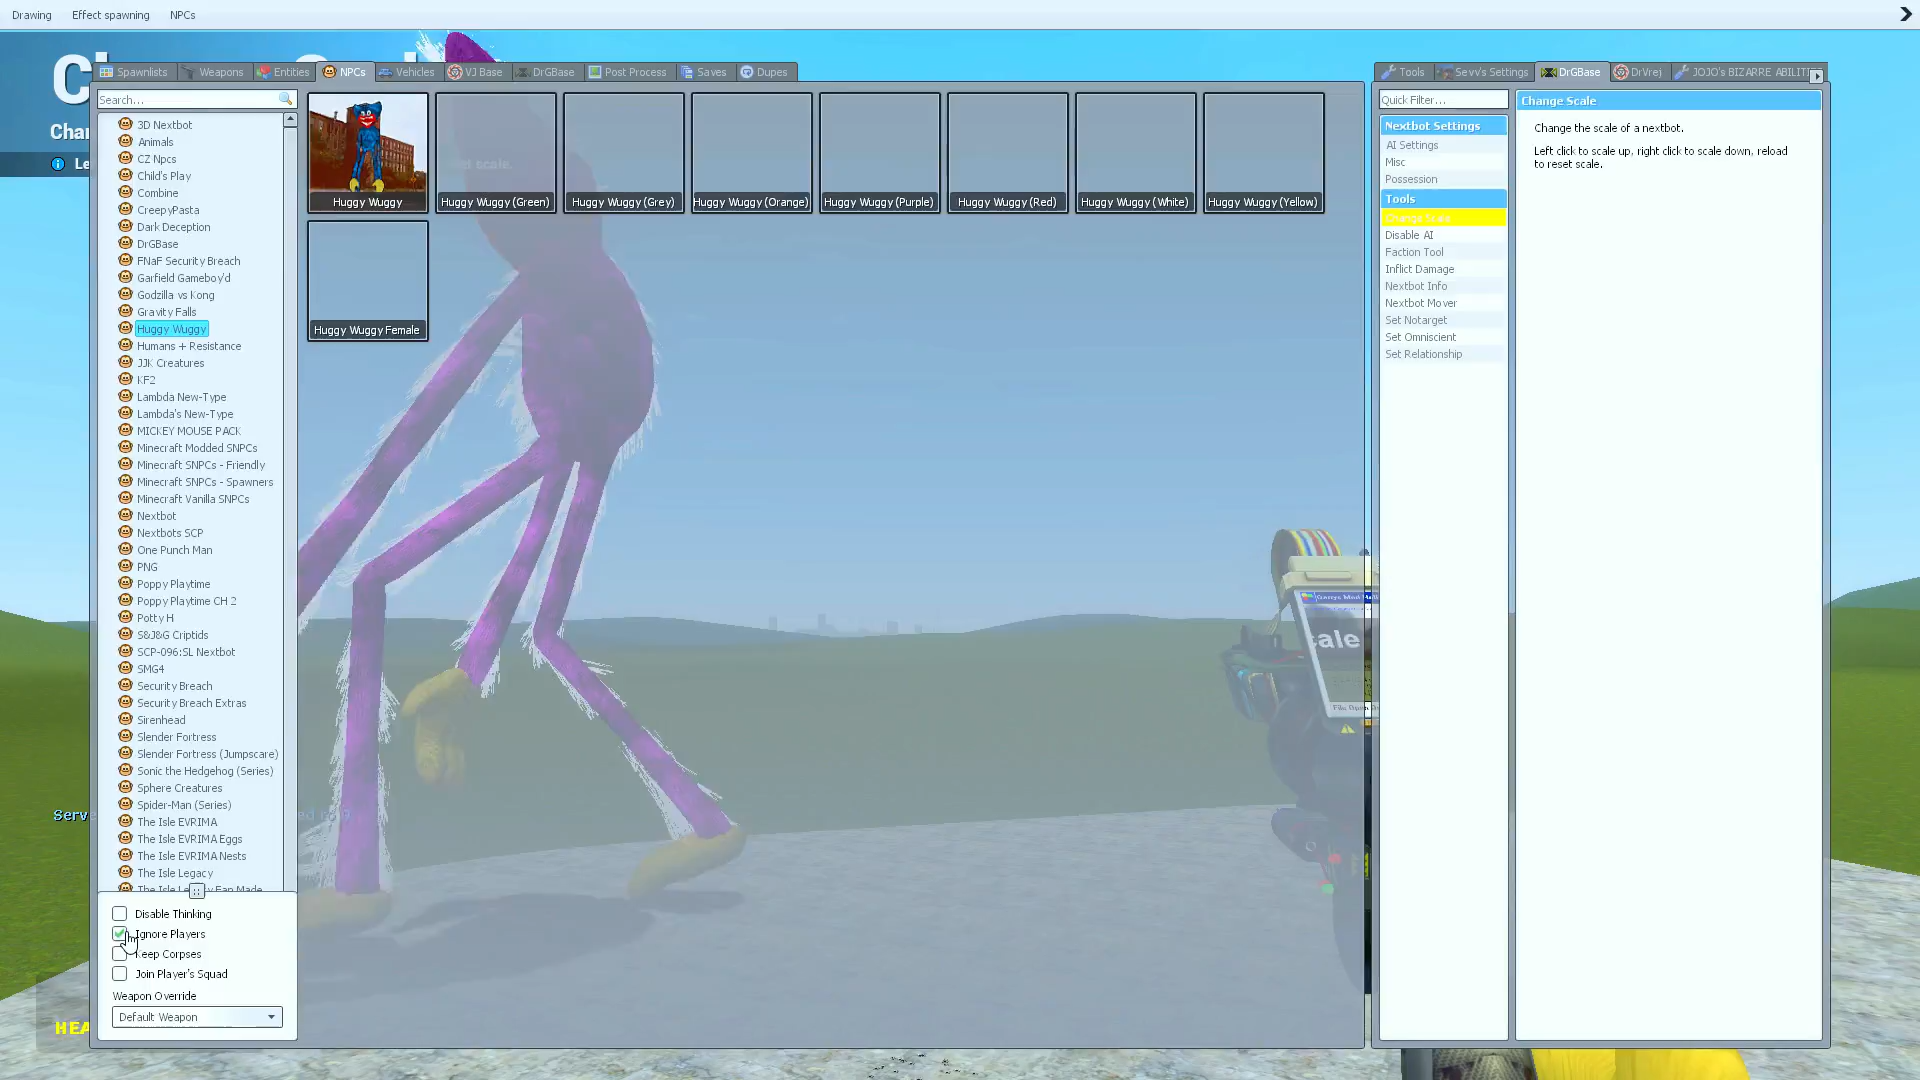 Drawing Effect spawning NPCs
Spawnlists Weapons Entities NPCs Vehicles VJ Base DrGBase Post Process Saves Dupes
Tools Sevv's Settings DrGBase DrVrej JOJO's BIZARRE ABILITI
Search...
3D Nextbot
Animals
CZ Npcs
Child's Play
Combine
CreepyPasta
Dark Deception
DrGBase
FNaF Security Breach
Garfield Gameboy'd
Godzilla vs Kong
Gravity Falls
Huggy Wuggy
Humans + Resistance
JJK Creatures
KF2
Lambda New-Type
Lambda's New-Type
MICKEY MOUSE PACK
Minecraft Modded SNPCs
Minecraft SNPCs - Friendly
Minecraft SNPCs - Spawners
Minecraft Vanilla SNPCs
Nextbot
Nextbots SCP
One Punch Man
PNG
Poppy Playtime
Poppy Playtime CH 2
Potty H
S&J&G Criptids
SCP-096:SL Nextbot
SMG4
Security Breach
Security Breach Extras
Sirenhead
Slender Fortress
Slender Fortress (Jumpscare)
Sonic the Hedgehog (Series)
Sphere Creatures
Spider-Man (Series)
The Isle EVRIMA
The Isle EVRIMA Eggs
The Isle EVRIMA Nests
The Isle Legacy
Disable Thinking
Ignore Players
Keep Corpses
Join Player's Squad
Weapon Override
Default Weapon
Huggy Wuggy
Huggy Wuggy (Green)
Huggy Wuggy (Grey)
Huggy Wuggy (Orange)
Huggy Wuggy (Purple)
Huggy Wuggy (Red)
Huggy Wuggy (White)
Huggy Wuggy (Yellow)
Huggy Wuggy Female
Quick Filter...
Nextbot Settings
AI Settings
Misc
Possession
Tools
Change Scale
Disable AI
Faction Tool
Inflict Damage
Nextbot Info
Nextbot Mover
Set Notarget
Set Omniscient
Set Relationship
Change Scale
Change the scale of a nextbot.
Left click to scale up, right click to scale down, reload
to reset scale.
Cha
Le
Serve
HEA
cale